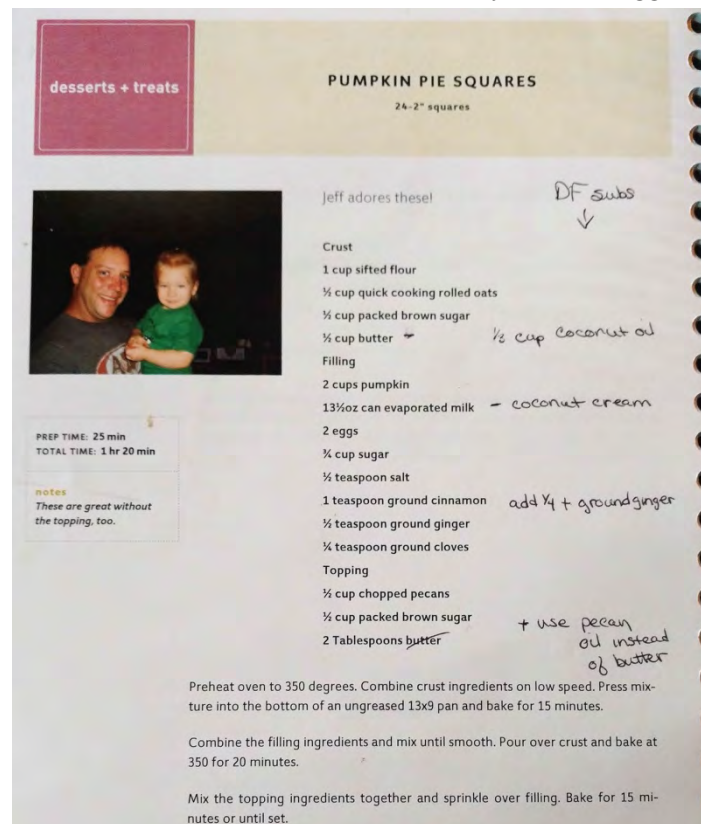 desserts + treats
PUMPKIN PIE SQUARES
24-2" squares
Jeff adores these!
DF subs
↓
Crust
1 cup sifted flour
½ cup quick cooking rolled oats
½ cup packed brown sugar
½ cup butter - ⅓ cup coconut oil
Filling
2 cups pumpkin
13½oz can evaporated milk - coconut cream
2 eggs
¾ cup sugar
½ teaspoon salt
1 teaspoon ground cinnamon add ¼ t ground ginger
½ teaspoon ground ginger
¼ teaspoon ground cloves
Topping
½ cup chopped pecans
½ cup packed brown sugar
2 Tablespoons butter
+ use pecan
oil instead
of butter
PREP TIME: 25 min
TOTAL TIME: 1 hr 20 min
notes
These are great without
the topping, too.
Preheat oven to 350 degrees. Combine crust ingredients on low speed. Press mix-
ture into the bottom of an ungreased 13x9 pan and bake for 15 minutes.
Combine the filling ingredients and mix until smooth. Pour over crust and bake at
350 for 20 minutes.
Mix the topping ingredients together and sprinkle over filling. Bake for 15 mi-
nutes or until set.